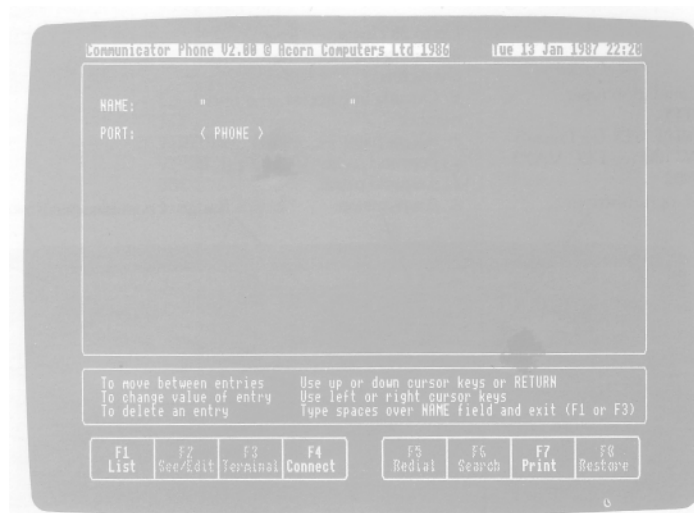 Communicator Phone V2.00 © Acorn Computers Ltd 1986 Tue 13 Jan 1987 22:20
NAME: " "
PORT: < PHONE >
To move between entries Use up or down cursor keys or RETURN
To change value of entry Use left or right cursor keys
To delete an entry Type spaces over NAME field and exit (F1 or F3)
F1 F2 F3 F4 F5 F6 F7 F8
List See/Edit Terminal Connect Redial Search Print Restore